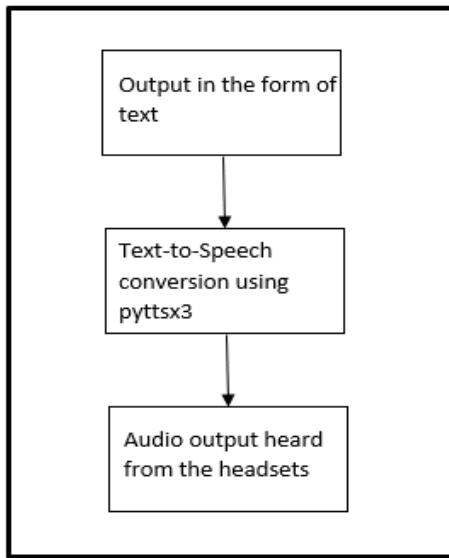 Output in the form of
text
Text-to-Speech
conversion using
pyttsx3
Audio output heard
from the headsets